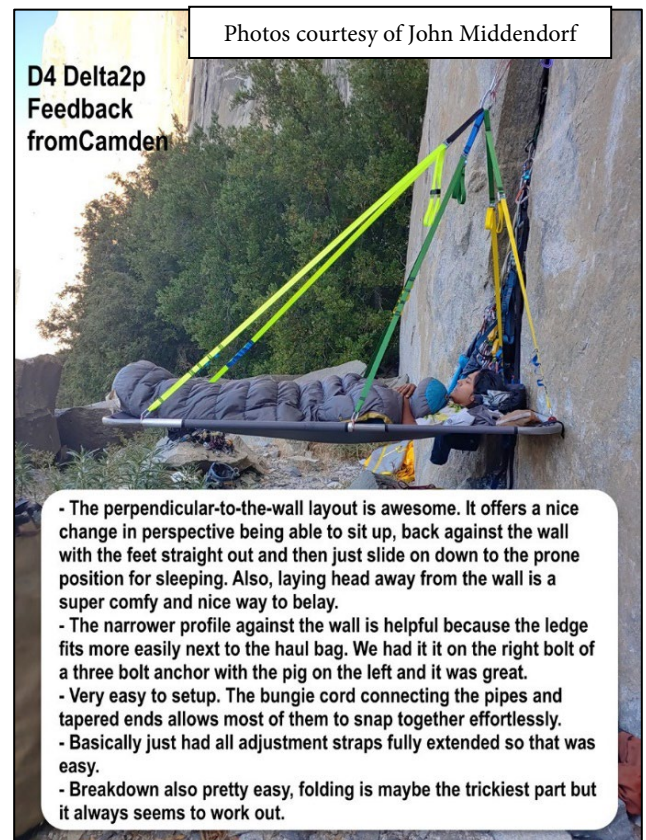 Photos courtesy of John Middendorf
D4 Delta2p
Feedback
fromCamden
- The perpendicular-to-the-wall layout is awesome. It offers a nice
change in perspective being able to sit up, back against the wall
with the feet straight out and then just slide on down to the prone
position for sleeping. Also, laying head away from the wall is a
super comfy and nice way to belay.
- The narrower profile against the wall is helpful because the ledge
fits more easily next to the haul bag. We had it it on the right bolt of
a three bolt anchor with the pig on the left and it was great.
- Very easy to setup. The bungie cord connecting the pipes and
tapered ends allows most of them to snap together effortlessly.
- Basically just had all adjustment straps fully extended so that was
easy.
- Breakdown also pretty easy, folding is maybe the trickiest part but
it always seems to work out.